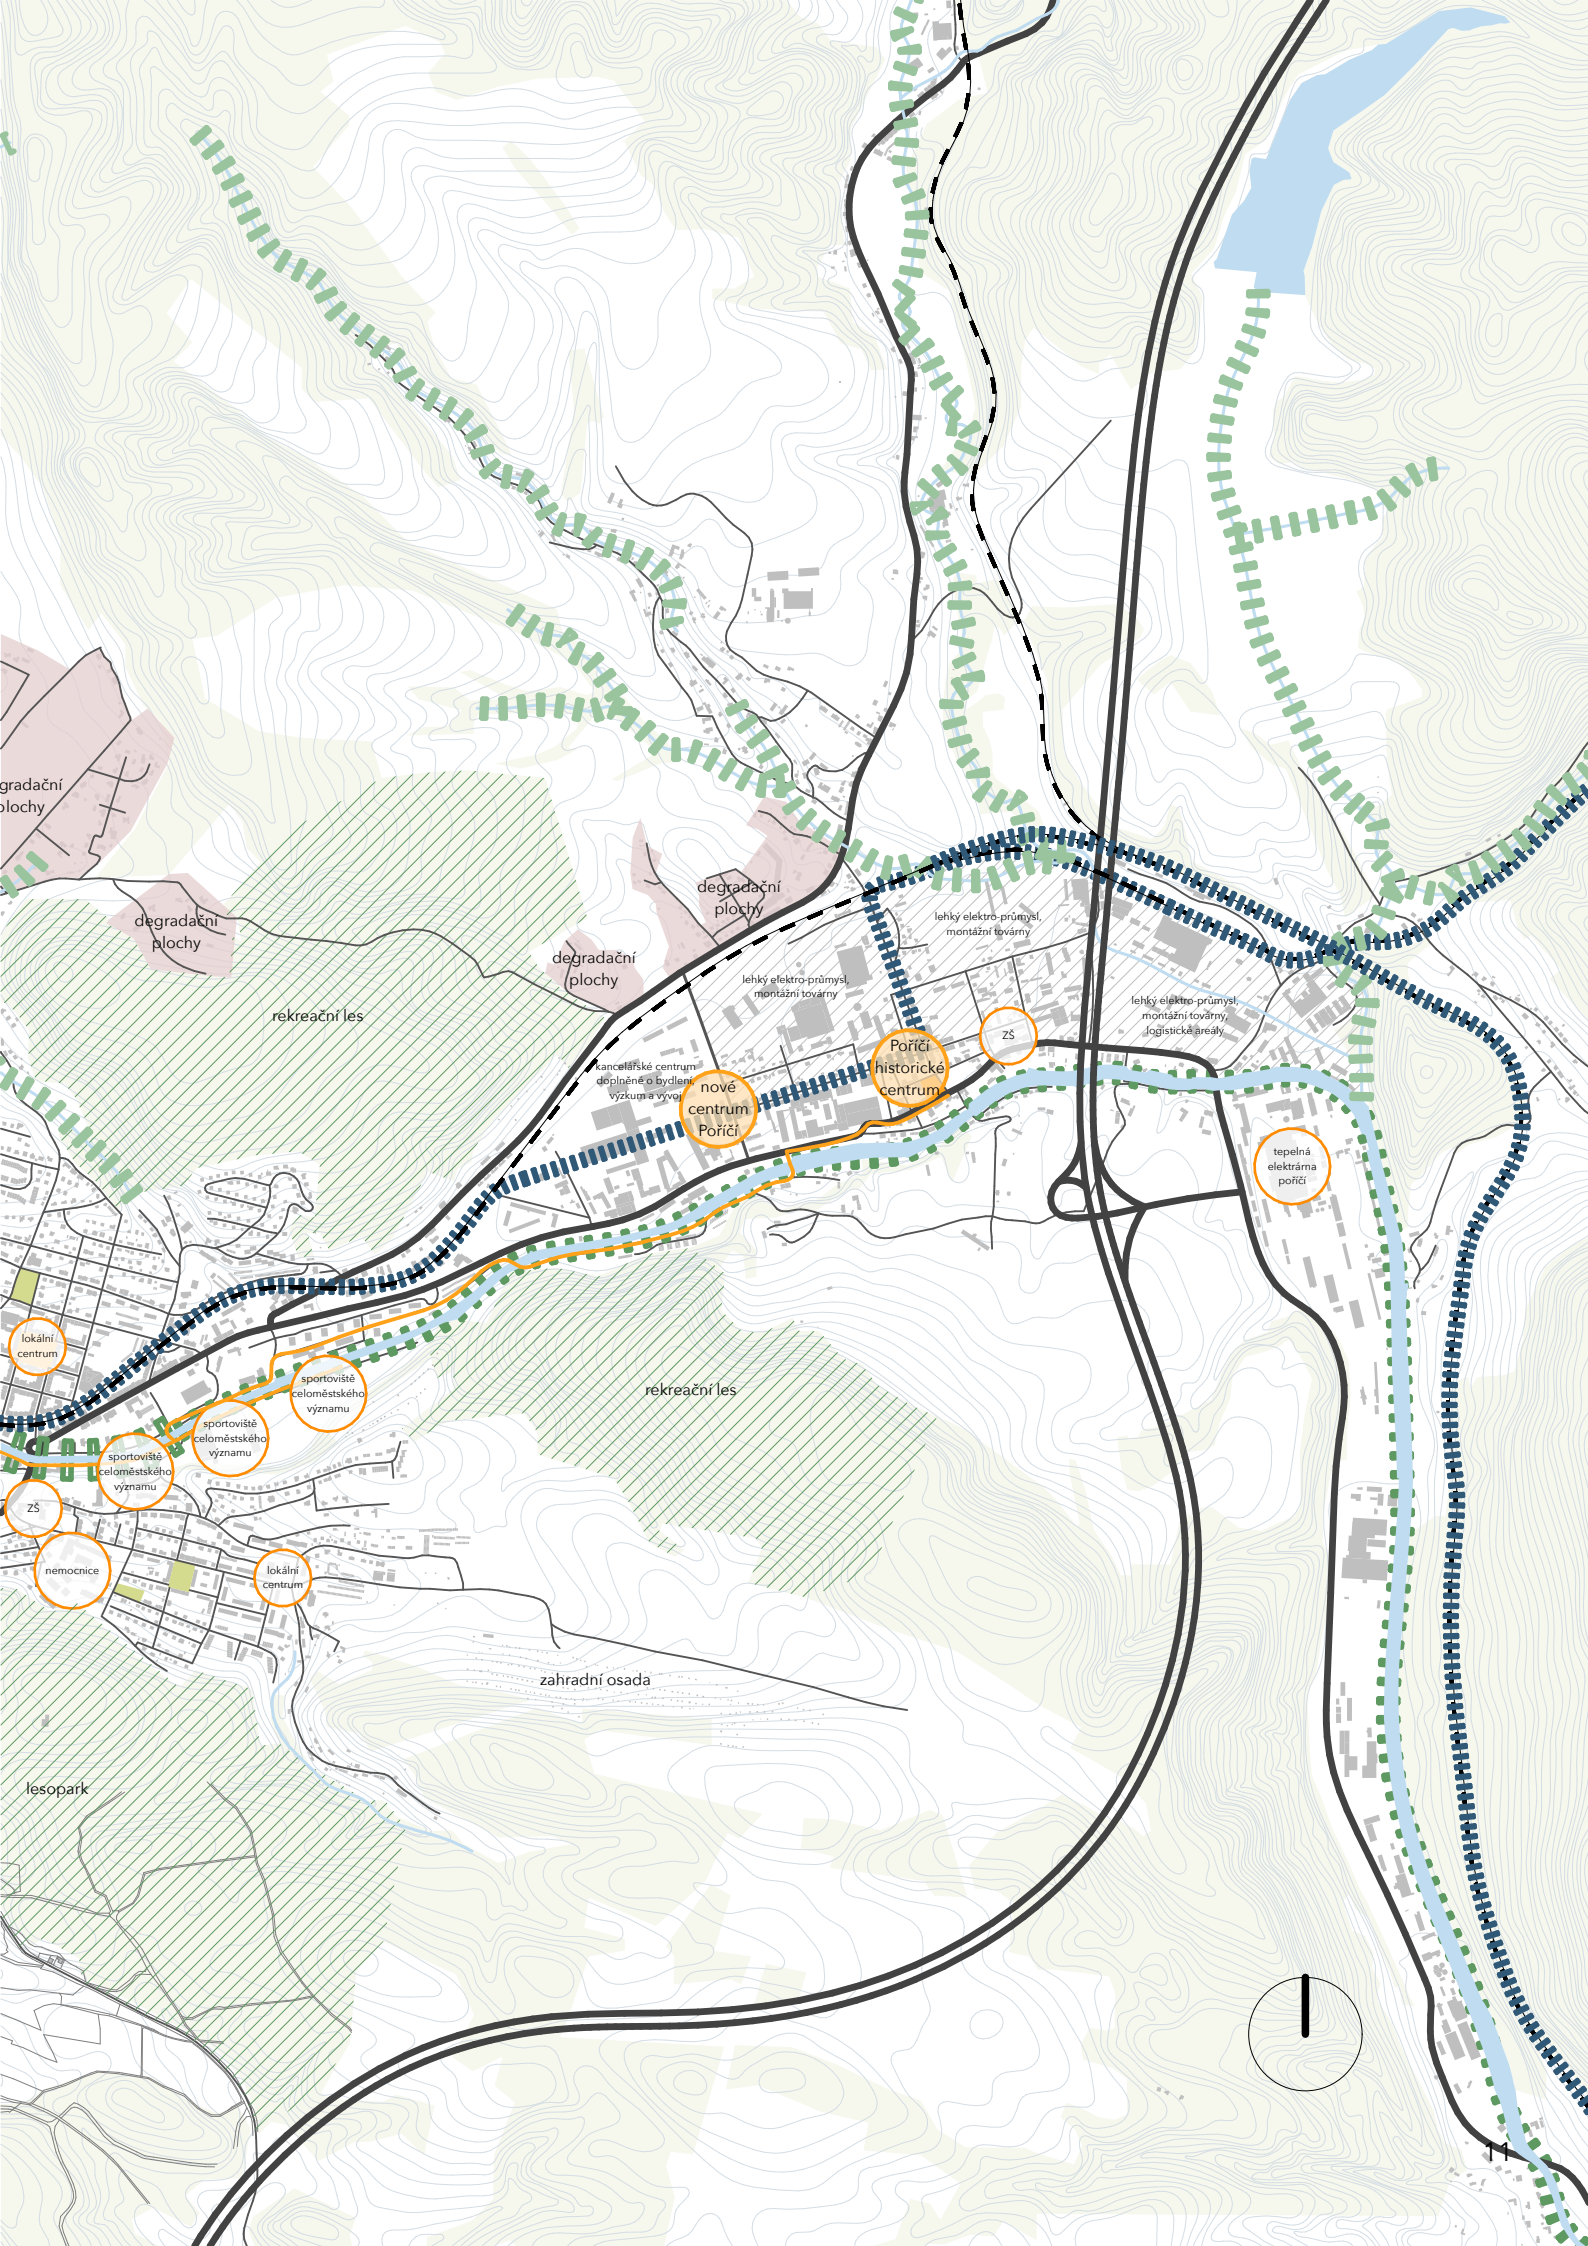 gradační
plochy
degradační
plochy
degradační
plochy
degradační
plochy
lehký elektro-průmysl,
montážní továrny
lehký elektro-průmysl,
montážní továrny
lehký elektro-průmysl,
montážní továrny,
logistické areály
rekreační les
ZŠ
Poříčí
historické
centrum
kancelářské centrum
doplněné o bydlení,
výzkum a vývoj
nové
centrum
Poříčí
tepelná
elektrárna
poříčí
lokální
centrum
sportoviště
celoměstského
významu
rekreační les
sportoviště
celoměstského
významu
sportoviště
celoměstského
významu
ZŠ
nemocnice
lokální
centrum
zahradní osada
lesopark
11